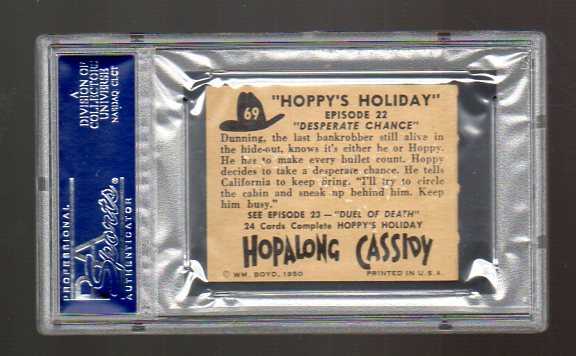 69
"HOPPY'S HOLIDAY"
EPISODE 22
"DESPERATE CHANCE"
Dunning, the last bankrobber still alive in
the hide-out, knows it's either he or Hoppy.
He has to make every bullet count. Hoppy
decides to take a desperate chance. He tells
California to keep firing. "I'll try to circle
the cabin and sneak up behind him. Keep
him busy."
SEE EPISODE 23 — "DUEL OF DEATH"
24 Cards Complete HOPPY'S HOLIDAY
HOPALONG CASSIDY
© WM. BOYD, 1950
PRINTED IN U.S.A.
A
DIVISION OF
COLLECTORS
UNIVERSE
NASDAQ CLCT
PROFESSIONAL
PSA
Sports
AUTHENTICATOR